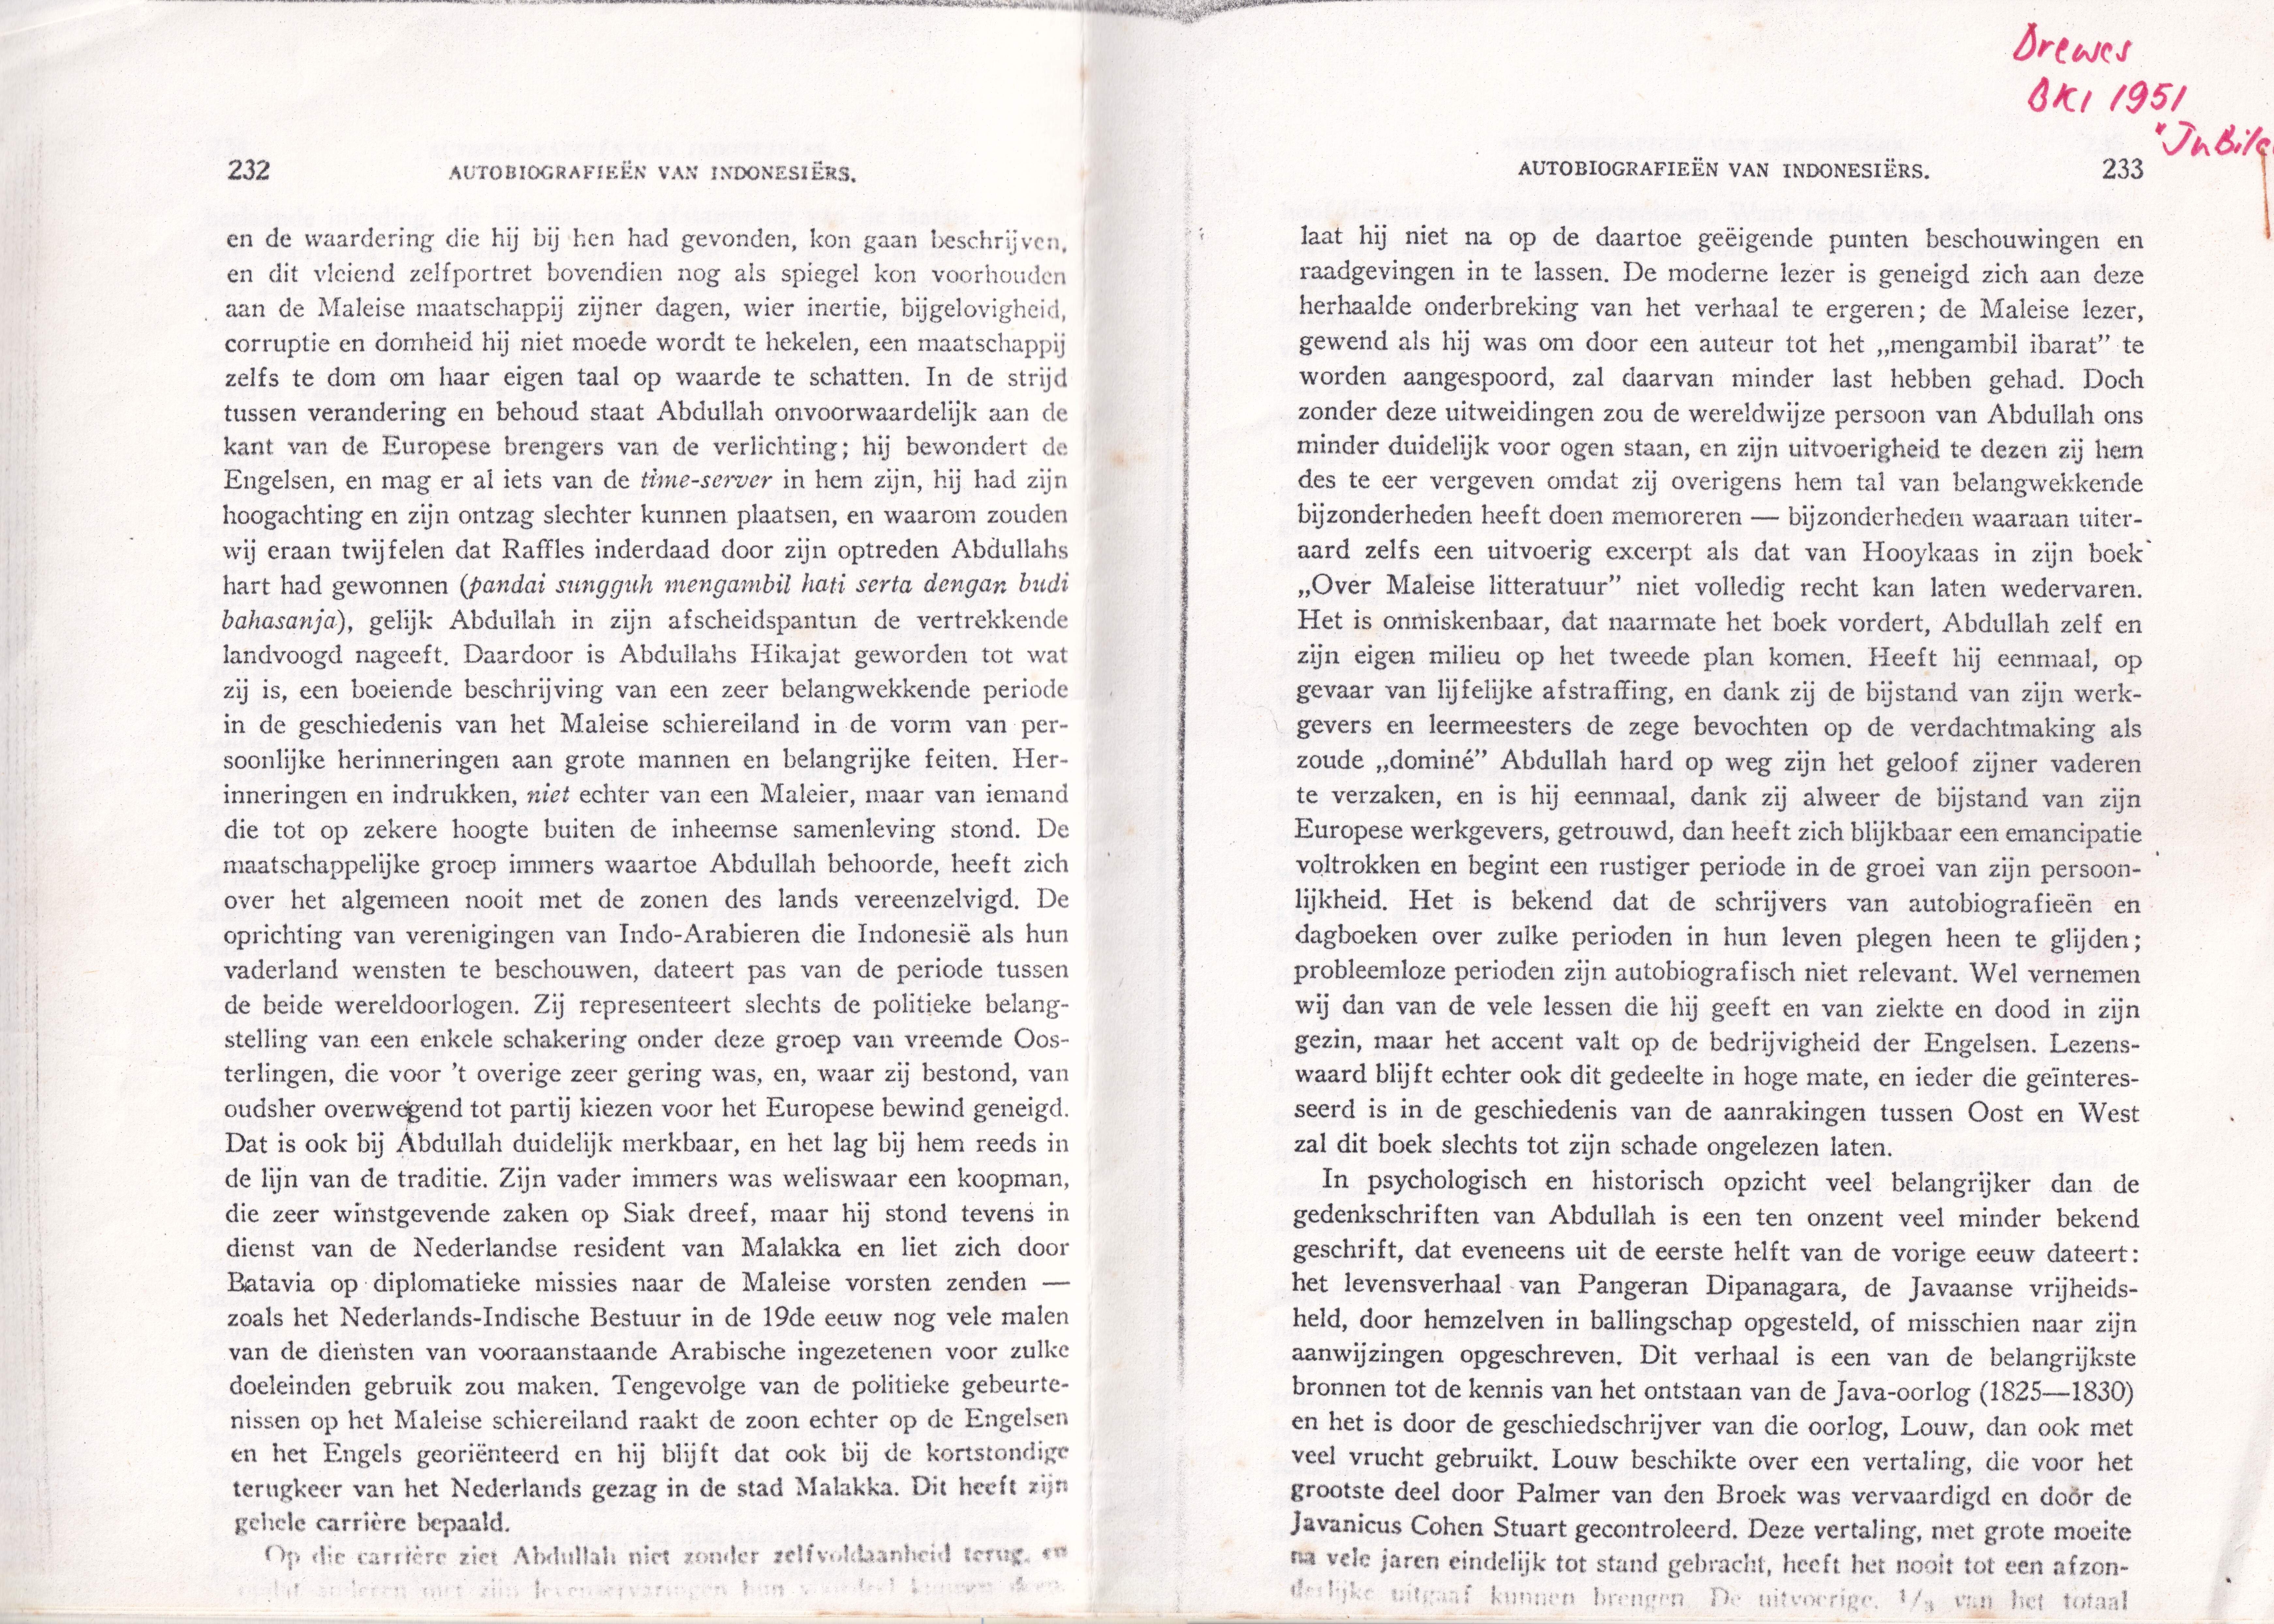 232 AUTOBIOGRAFIEËN VAN INDONESIËRS.
en de waardering die hij bij hen had gevonden, kon gaan beschrijven,
en dit vleiend zelfportret bovendien nog als spiegel kon voorhouden
aan de Maleise maatschappij zijner dagen, wier inertie, bijgelovigheid,
corruptie en domheid hij niet moede wordt te hekelen, een maatschappij
zelfs te dom om haar eigen taal op waarde te schatten. In de strijd
tussen verandering en behoud staat Abdullah onvoorwaardelijk aan de
kant van de Europese brengers van de verlichting; hij bewondert de
Engelsen, en mag er al iets van de time-server in hem zijn, hij had zijn
hoogachting en zijn ontzag slechter kunnen plaatsen, en waarom zouden
wij eraan twijfelen dat Raffles inderdaad door zijn optreden Abdullahs
hart had gewonnen (pandai sungguh mengambil hati serta dengan budi
bahasanja), gelijk Abdullah in zijn afscheidspantun de vertrekkende
landvoogd nageeft. Daardoor is Abdullahs Hikajat geworden tot wat
zij is, een boeiende beschrijving van een zeer belangwekkende periode
in de geschiedenis van het Maleise schiereiland in de vorm van per-
soonlijke herinneringen aan grote mannen en belangrijke feiten. Her-
inneringen en indrukken, niet echter van een Maleier, maar van iemand
die tot op zekere hoogte buiten de inheemse samenleving stond. De
maatschappelijke groep immers waartoe Abdullah behoorde, heeft zich
over het algemeen nooit met de zonen des lands vereenzelvigd. De
oprichting van verenigingen van Indo-Arabieren die Indonesië als hun
vaderland wensten te beschouwen, dateert pas van de periode tussen
de beide wereldoorlogen. Zij representeert slechts de politieke belang-
stelling van een enkele schakering onder deze groep van vreemde Oos-
terlingen, die voor 't overige zeer gering was, en, waar zij bestond, van
oudsher overwegend tot partij kiezen voor het Europese bewind geneigd.
Dat is ook bij Abdullah duidelijk merkbaar, en het lag bij hem reeds in
de lijn van de traditie. Zijn vader immers was weliswaar een koopman,
die zeer winstgevende zaken op Siak dreef, maar hij stond tevens in
dienst van de Nederlandse resident van Malakka en liet zich door
Batavia op diplomatieke missies naar de Maleise vorsten zenden —
zoals het Nederlands-Indische Bestuur in de 19de eeuw nog vele malen
van de diensten van vooraanstaande Arabische ingezetenen voor zulke
doeleinden gebruik zou maken. Tengevolge van de politieke gebeurte-
nissen op het Maleise schiereiland raakt de zoon echter op de Engelsen
en het Engels georiënteerd en hij blijft dat ook bij de kortstondige
terugkeer van het Nederlands gezag in de stad Malakka. Dit heeft zijn
gehele carrière bepaald.
Op die carrière ziet Abdullah niet zonder zelfvoldaanheid terug, en
anderen met zijn levenservaringen hun voordeel kunnen doen,
Drewes
BKI 1951
"Jubile
AUTOBIOGRAFIEËN VAN INDONESIËRS. 233
laat hij niet na op de daartoe geëigende punten beschouwingen en
raadgevingen in te lassen. De moderne lezer is geneigd zich aan deze
herhaalde onderbreking van het verhaal te ergeren; de Maleise lezer,
gewend als hij was om door een auteur tot het „mengambil ibarat” te
worden aangespoord, zal daarvan minder last hebben gehad. Doch
zonder deze uitweidingen zou de wereldwijze persoon van Abdullah ons
minder duidelijk voor ogen staan, en zijn uitvoerigheid te dezen zij hem
des te eer vergeven omdat zij overigens hem tal van belangwekkende
bijzonderheden heeft doen memoreren — bijzonderheden waaraan uiter-
aard zelfs een uitvoerig excerpt als dat van Hooykaas in zijn boek
„Over Maleise litteratuur” niet volledig recht kan laten wedervaren.
Het is onmiskenbaar, dat naarmate het boek vordert, Abdullah zelf en
zijn eigen milieu op het tweede plan komen. Heeft hij eenmaal, op
gevaar van lijfelijke afstraffing, en dank zij de bijstand van zijn werk-
gevers en leermeesters de zege bevochten op de verdachtmaking als
zoude „dominé” Abdullah hard op weg zijn het geloof zijner vaderen
te verzaken, en is hij eenmaal, dank zij alweer de bijstand van zijn
Europese werkgevers, getrouwd, dan heeft zich blijkbaar een emancipatie
voltrokken en begint een rustiger periode in de groei van zijn persoon-
lijkheid. Het is bekend dat de schrijvers van autobiografieën en
dagboeken over zulke perioden in hun leven plegen heen te glijden;
probleemloze perioden zijn autobiografisch niet relevant. Wel vernemen
wij dan van de vele lessen die hij geeft en van ziekte en dood in zijn
gezin, maar het accent valt op de bedrijvigheid der Engelsen. Lezens-
waard blijft echter ook dit gedeelte in hoge mate, en ieder die geïnteres-
seerd is in de geschiedenis van de aanrakingen tussen Oost en West
zal dit boek slechts tot zijn schade ongelezen laten.
In psychologisch en historisch opzicht veel belangrijker dan de
gedenkschriften van Abdullah is een ten onzent veel minder bekend
geschrift, dat eveneens uit de eerste helft van de vorige eeuw dateert:
het levensverhaal van Pangeran Dipanagara, de Javaanse vrijheids-
held, door hemzelven in ballingschap opgesteld, of misschien naar zijn
aanwijzingen opgeschreven. Dit verhaal is een van de belangrijkste
bronnen tot de kennis van het ontstaan van de Java-oorlog (1825—1830)
en het is door de geschiedschrijver van die oorlog, Louw, dan ook met
veel vrucht gebruikt. Louw beschikte over een vertaling, die voor het
grootste deel door Palmer van den Broek was vervaardigd en door de
Javanicus Cohen Stuart gecontroleerd. Deze vertaling, met grote moeite
na vele jaren eindelijk tot stand gebracht, heeft het nooit tot een afzon-
derlijke uitgaaf kunnen brengen. De uitvoerige, 1/3 van het totaal